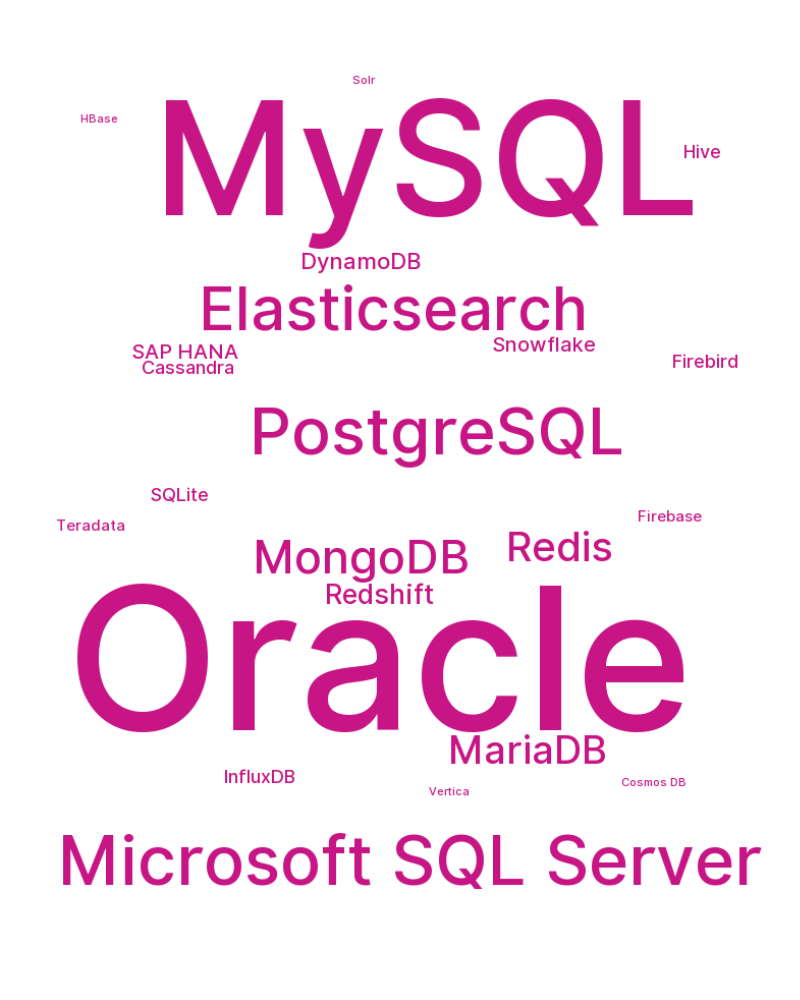 Solr
HBase
MySQL
Hive
DynamoDB
Elasticsearch
Snowflake
SAP HANA
Firebird
Cassandra
PostgreSQL
SQLite
Firebase
Teradata
Redis
MongoDB
Redshift
Oracle
MariaDB
InfluxDB
Cosmos DB
Vertica
Microsoft SQL Server